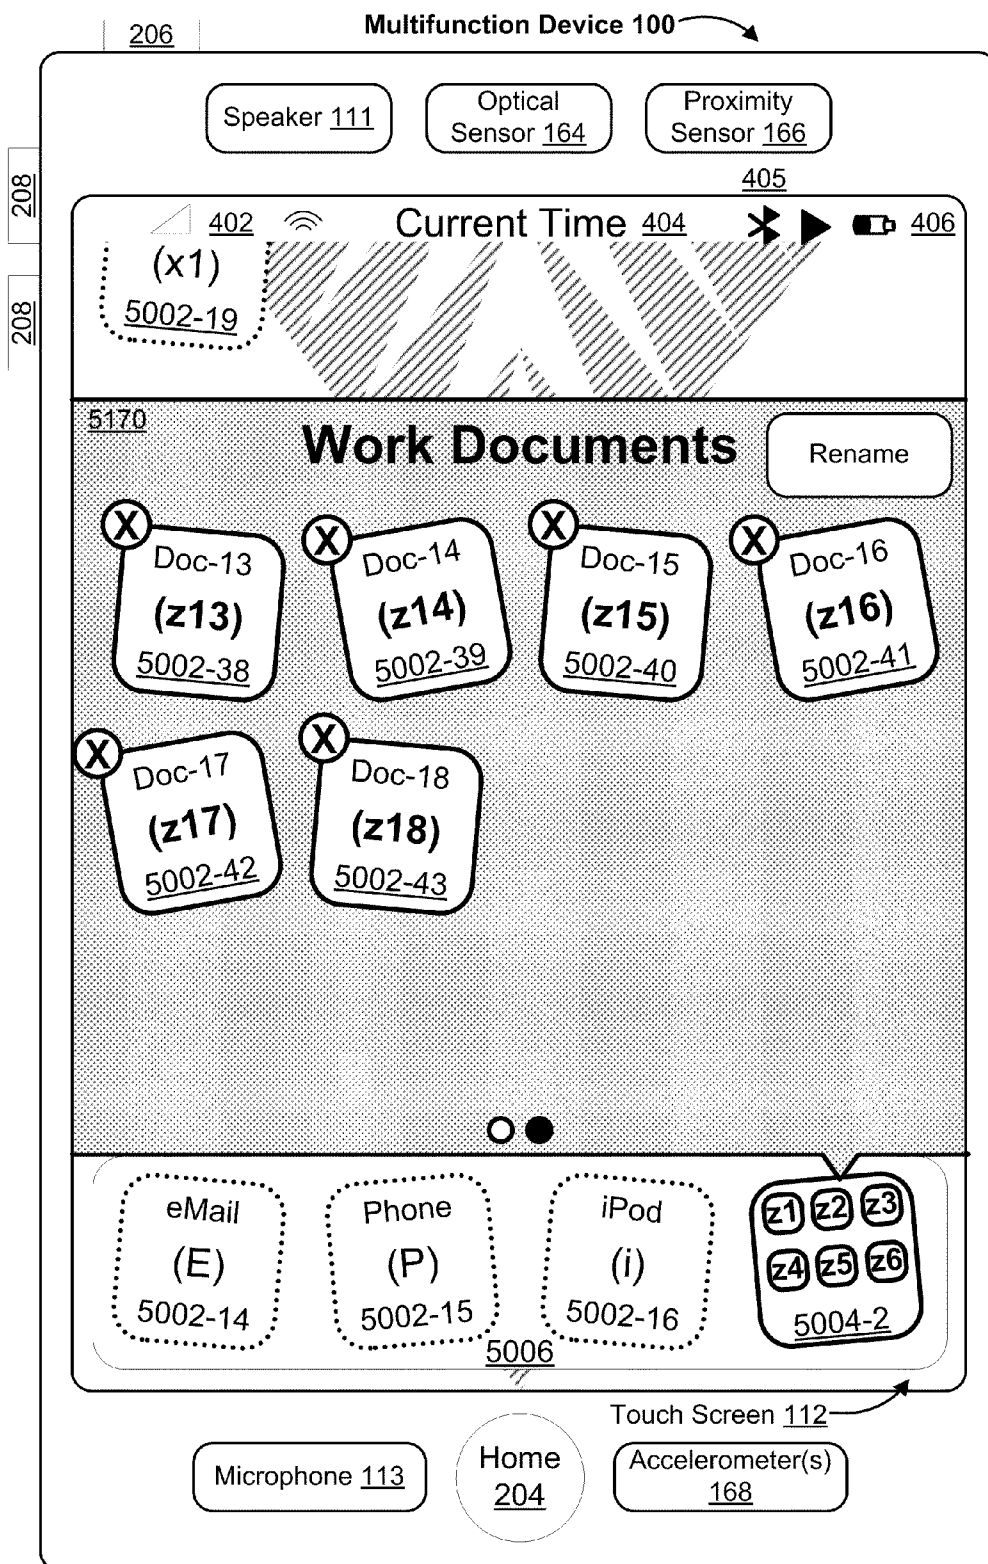 206
Multifunction Device 100
Speaker 111
Optical
Sensor 164
Proximity
Sensor 166
208
208
405
402
Current Time 404
406
(x1)
5002-19
5170
Work Documents
Rename
X
Doc-13
(z13)
5002-38
X
Doc-14
(z14)
5002-39
X
Doc-15
(z15)
5002-40
X
Doc-16
(z16)
5002-41
X
Doc-17
(z17)
5002-42
X
Doc-18
(z18)
5002-43
eMail
(E)
5002-14
Phone
(P)
5002-15
iPod
(i)
5002-16
z1 z2 z3
z4 z5 z6
5004-2
5006
Touch Screen 112
Microphone 113
Home
204
Accelerometer(s)
168